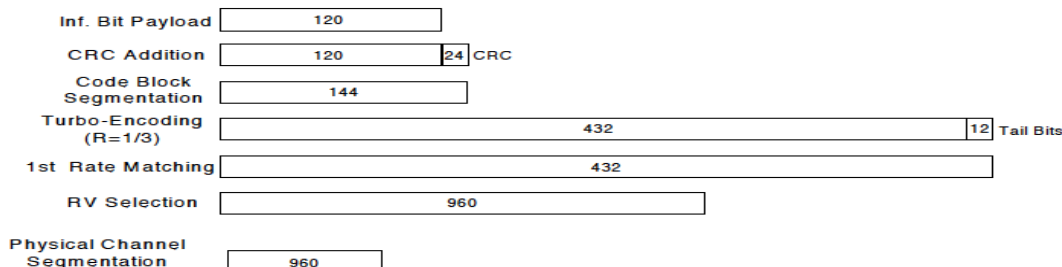 Inf. Bit Payload 120
CRC Addition 120 24 CRC
Code Block
Segmentation 144
Turbo-Encoding
(R=1/3) 432 12 Tail Bits
1st Rate Matching 432
RV Selection 960
Physical Channel
Segmentation 960